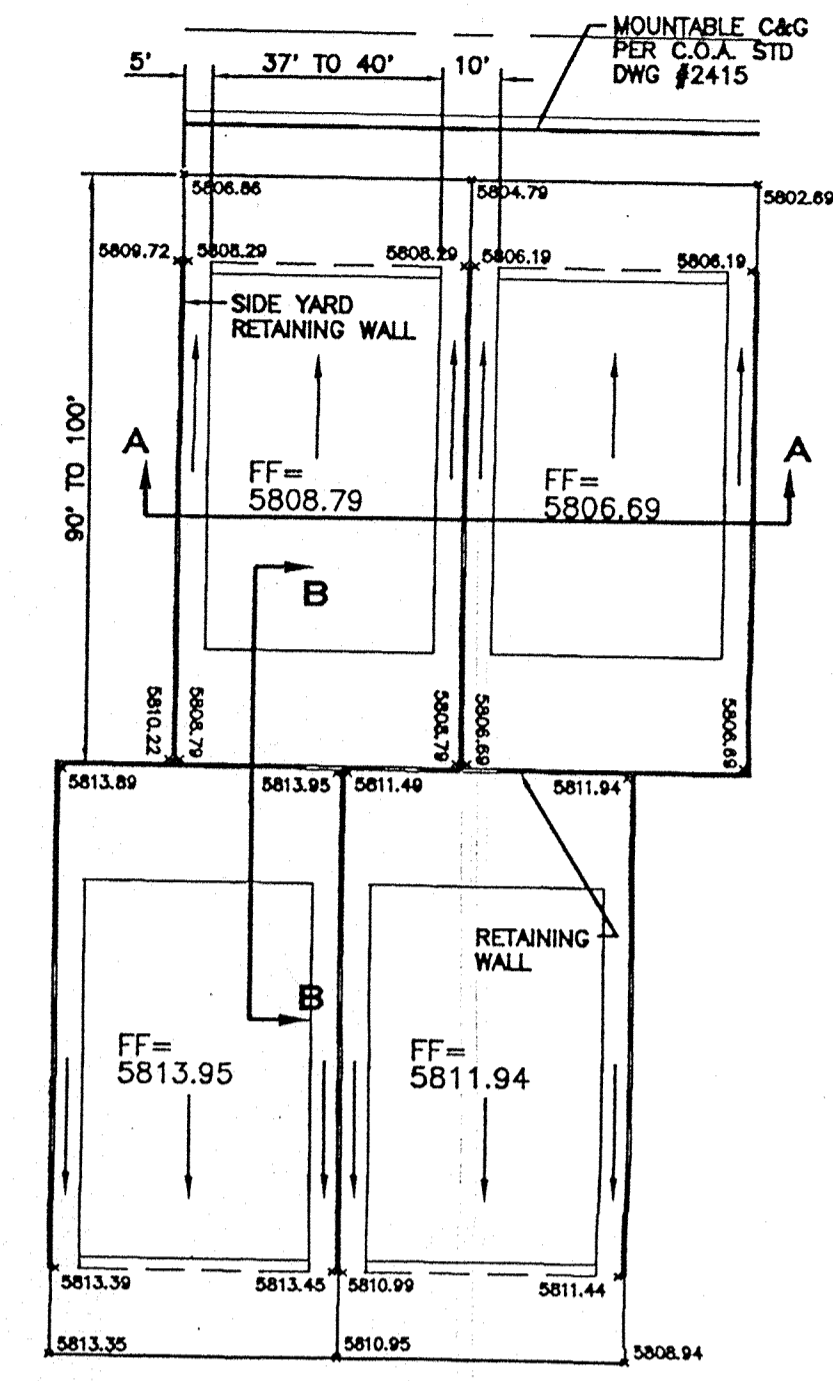 MOUNTABLE C&G
PER C.O.A. STD
DWG #2415
5' 37' TO 40' 10'
5806.86 5804.79 5802.69
5809.72 5808.29 5808.29 5806.19 5806.19
SIDE YARD
RETAINING WALL
90' TO 100'
A A
FF=
5808.79
FF=
5806.69
B
5810.22 5808.79 5808.79 5806.69 5806.69
5813.89 5813.95 5811.49 5811.94
RETAINING
WALL
B
FF=
5813.95
FF=
5811.94
5813.39 5813.45 5810.99 5811.44
5813.35 5810.95 5808.94